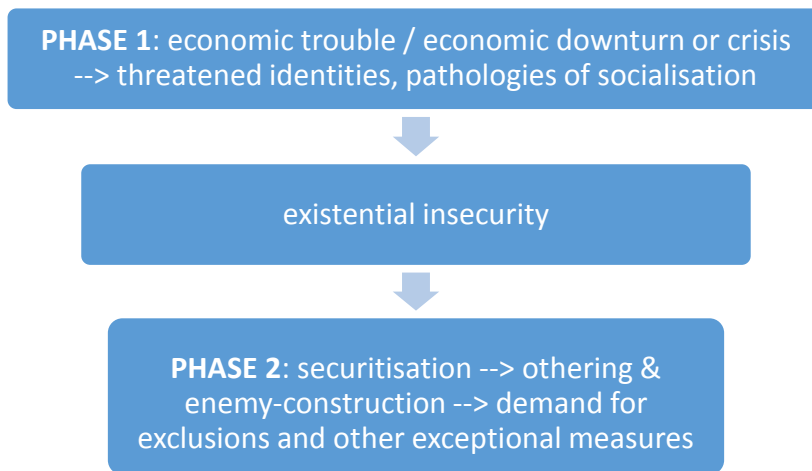 PHASE 1: economic trouble / economic downturn or crisis
--> threatened identities, pathologies of socialisation
existential insecurity
PHASE 2: securitisation --> othering &
enemy-construction --> demand for
exclusions and other exceptional measures